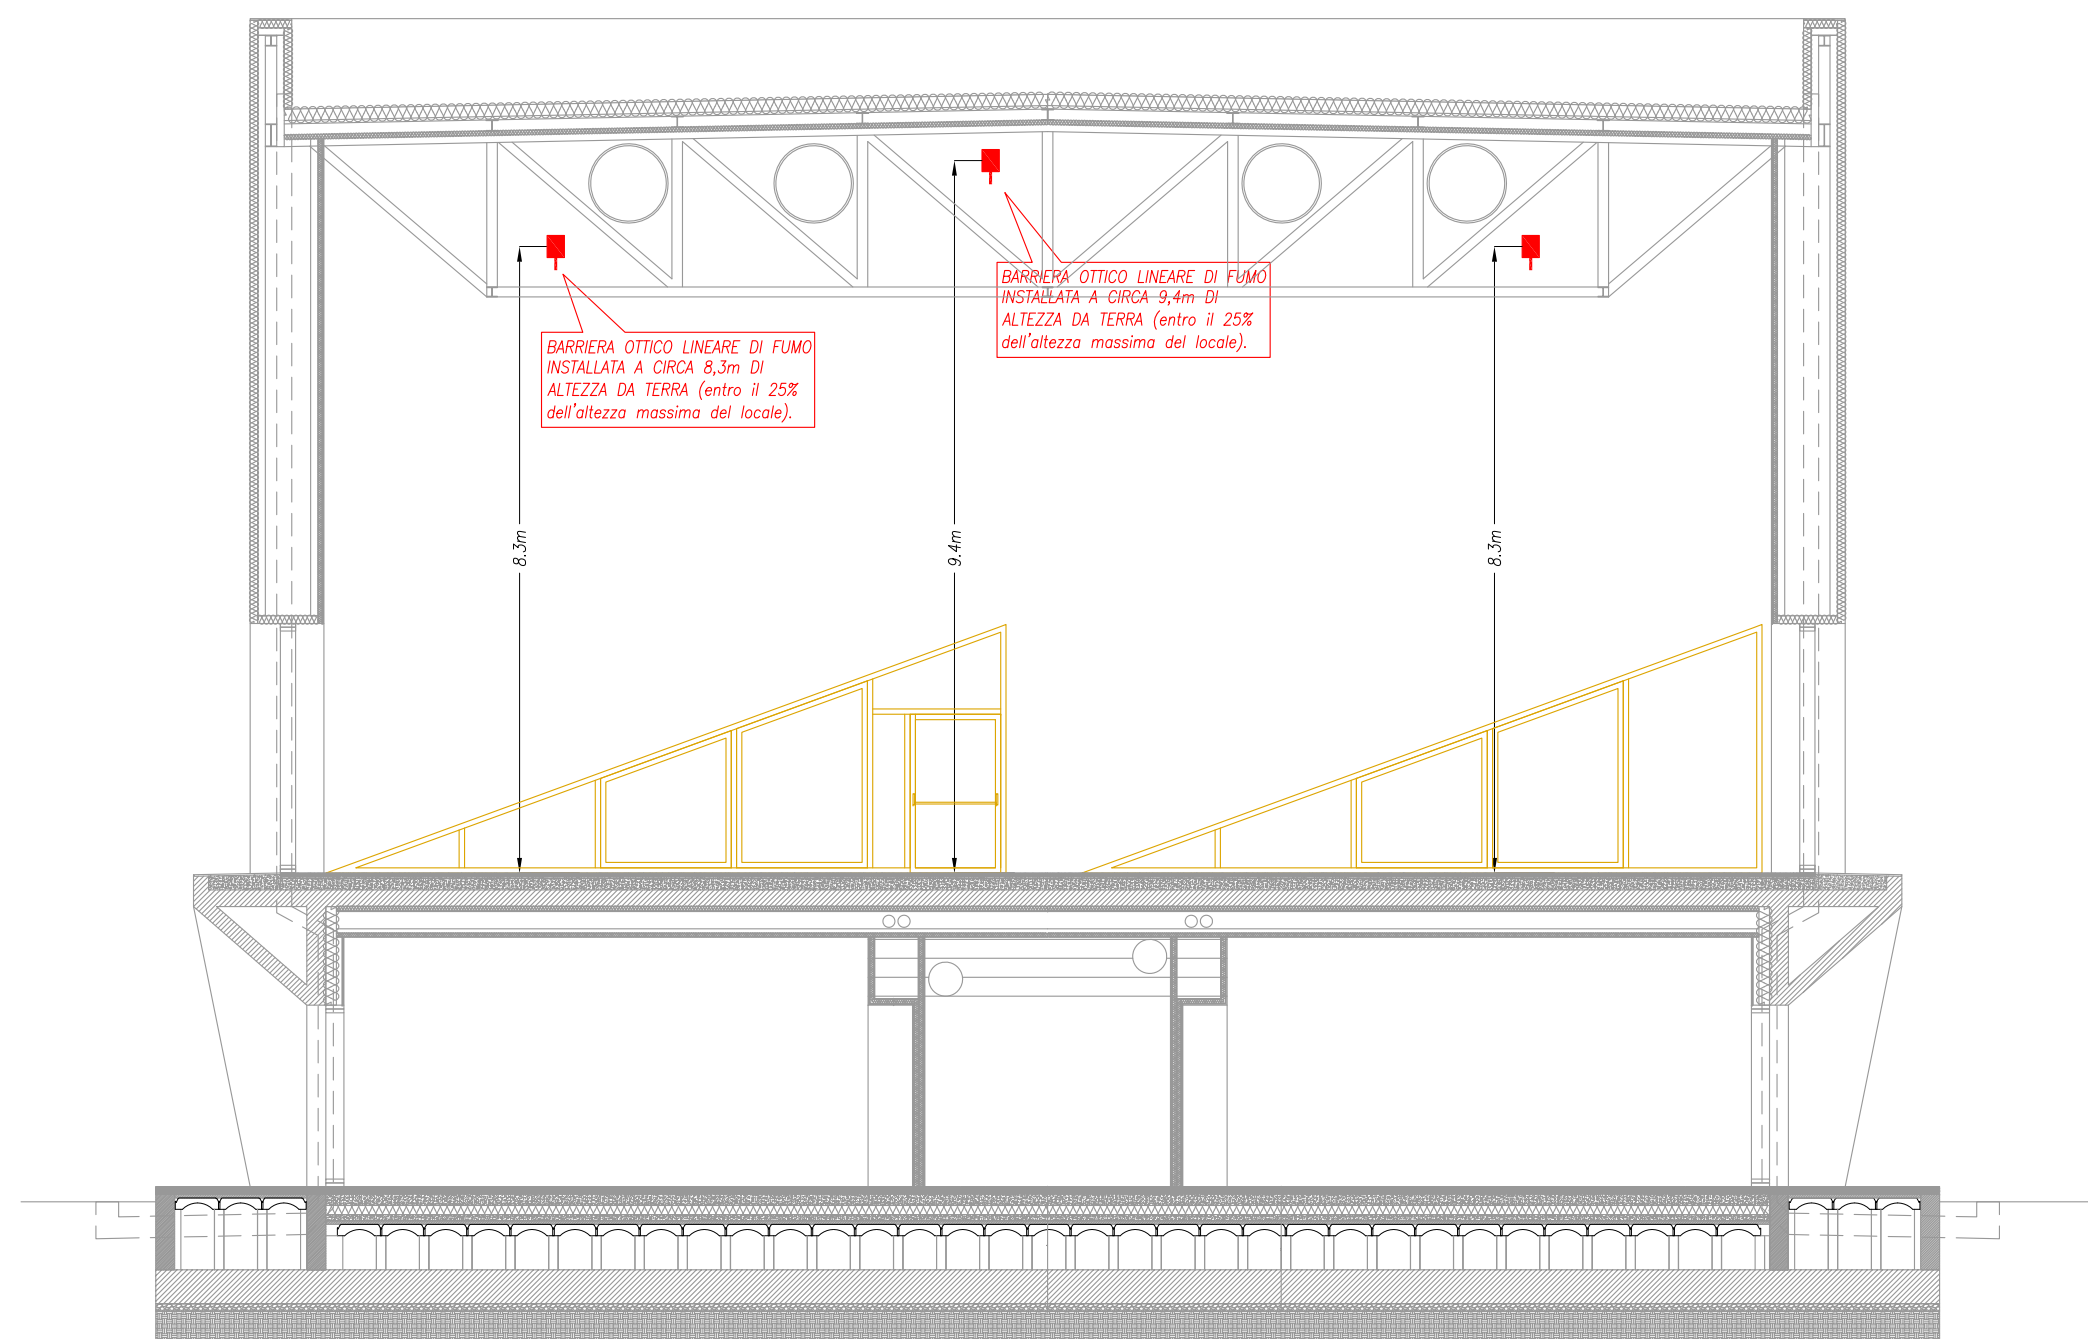 BARRIERA OTTICO LINEARE DI FUMO
INSTALLATA A CIRCA 9,4m DI
ALTEZZA DA TERRA (entro il 25%
dell'altezza massima del locale).
BARRIERA OTTICO LINEARE DI FUMO
INSTALLATA A CIRCA 8,3m DI
ALTEZZA DA TERRA (entro il 25%
dell'altezza massima del locale).
8.3m
9.4m
8.3m